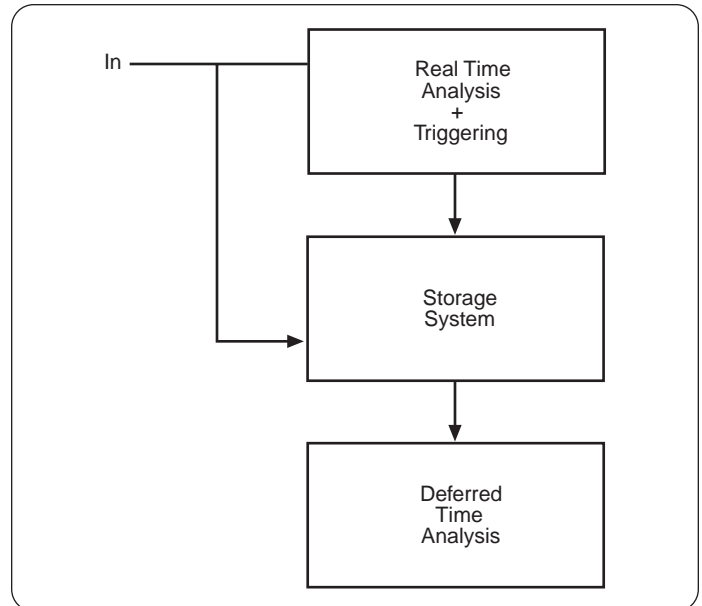 In
Real Time
Analysis
+
Triggering
Storage
System
Deferred
Time
Analysis